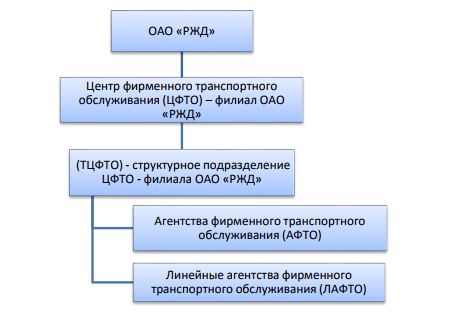 ОАО «РЖД»
Центр фирменного транспортного
обслуживания (ЦФТО) – филиал ОАО
«РЖД»
(ТЦФТО) - структурное подразделение
ЦФТО - филиала ОАО «РЖД»
Агентства фирменного транспортного
обслуживания (АФТО)
Линейные агентства фирменного
транспортного обслуживания (ЛАФТО)